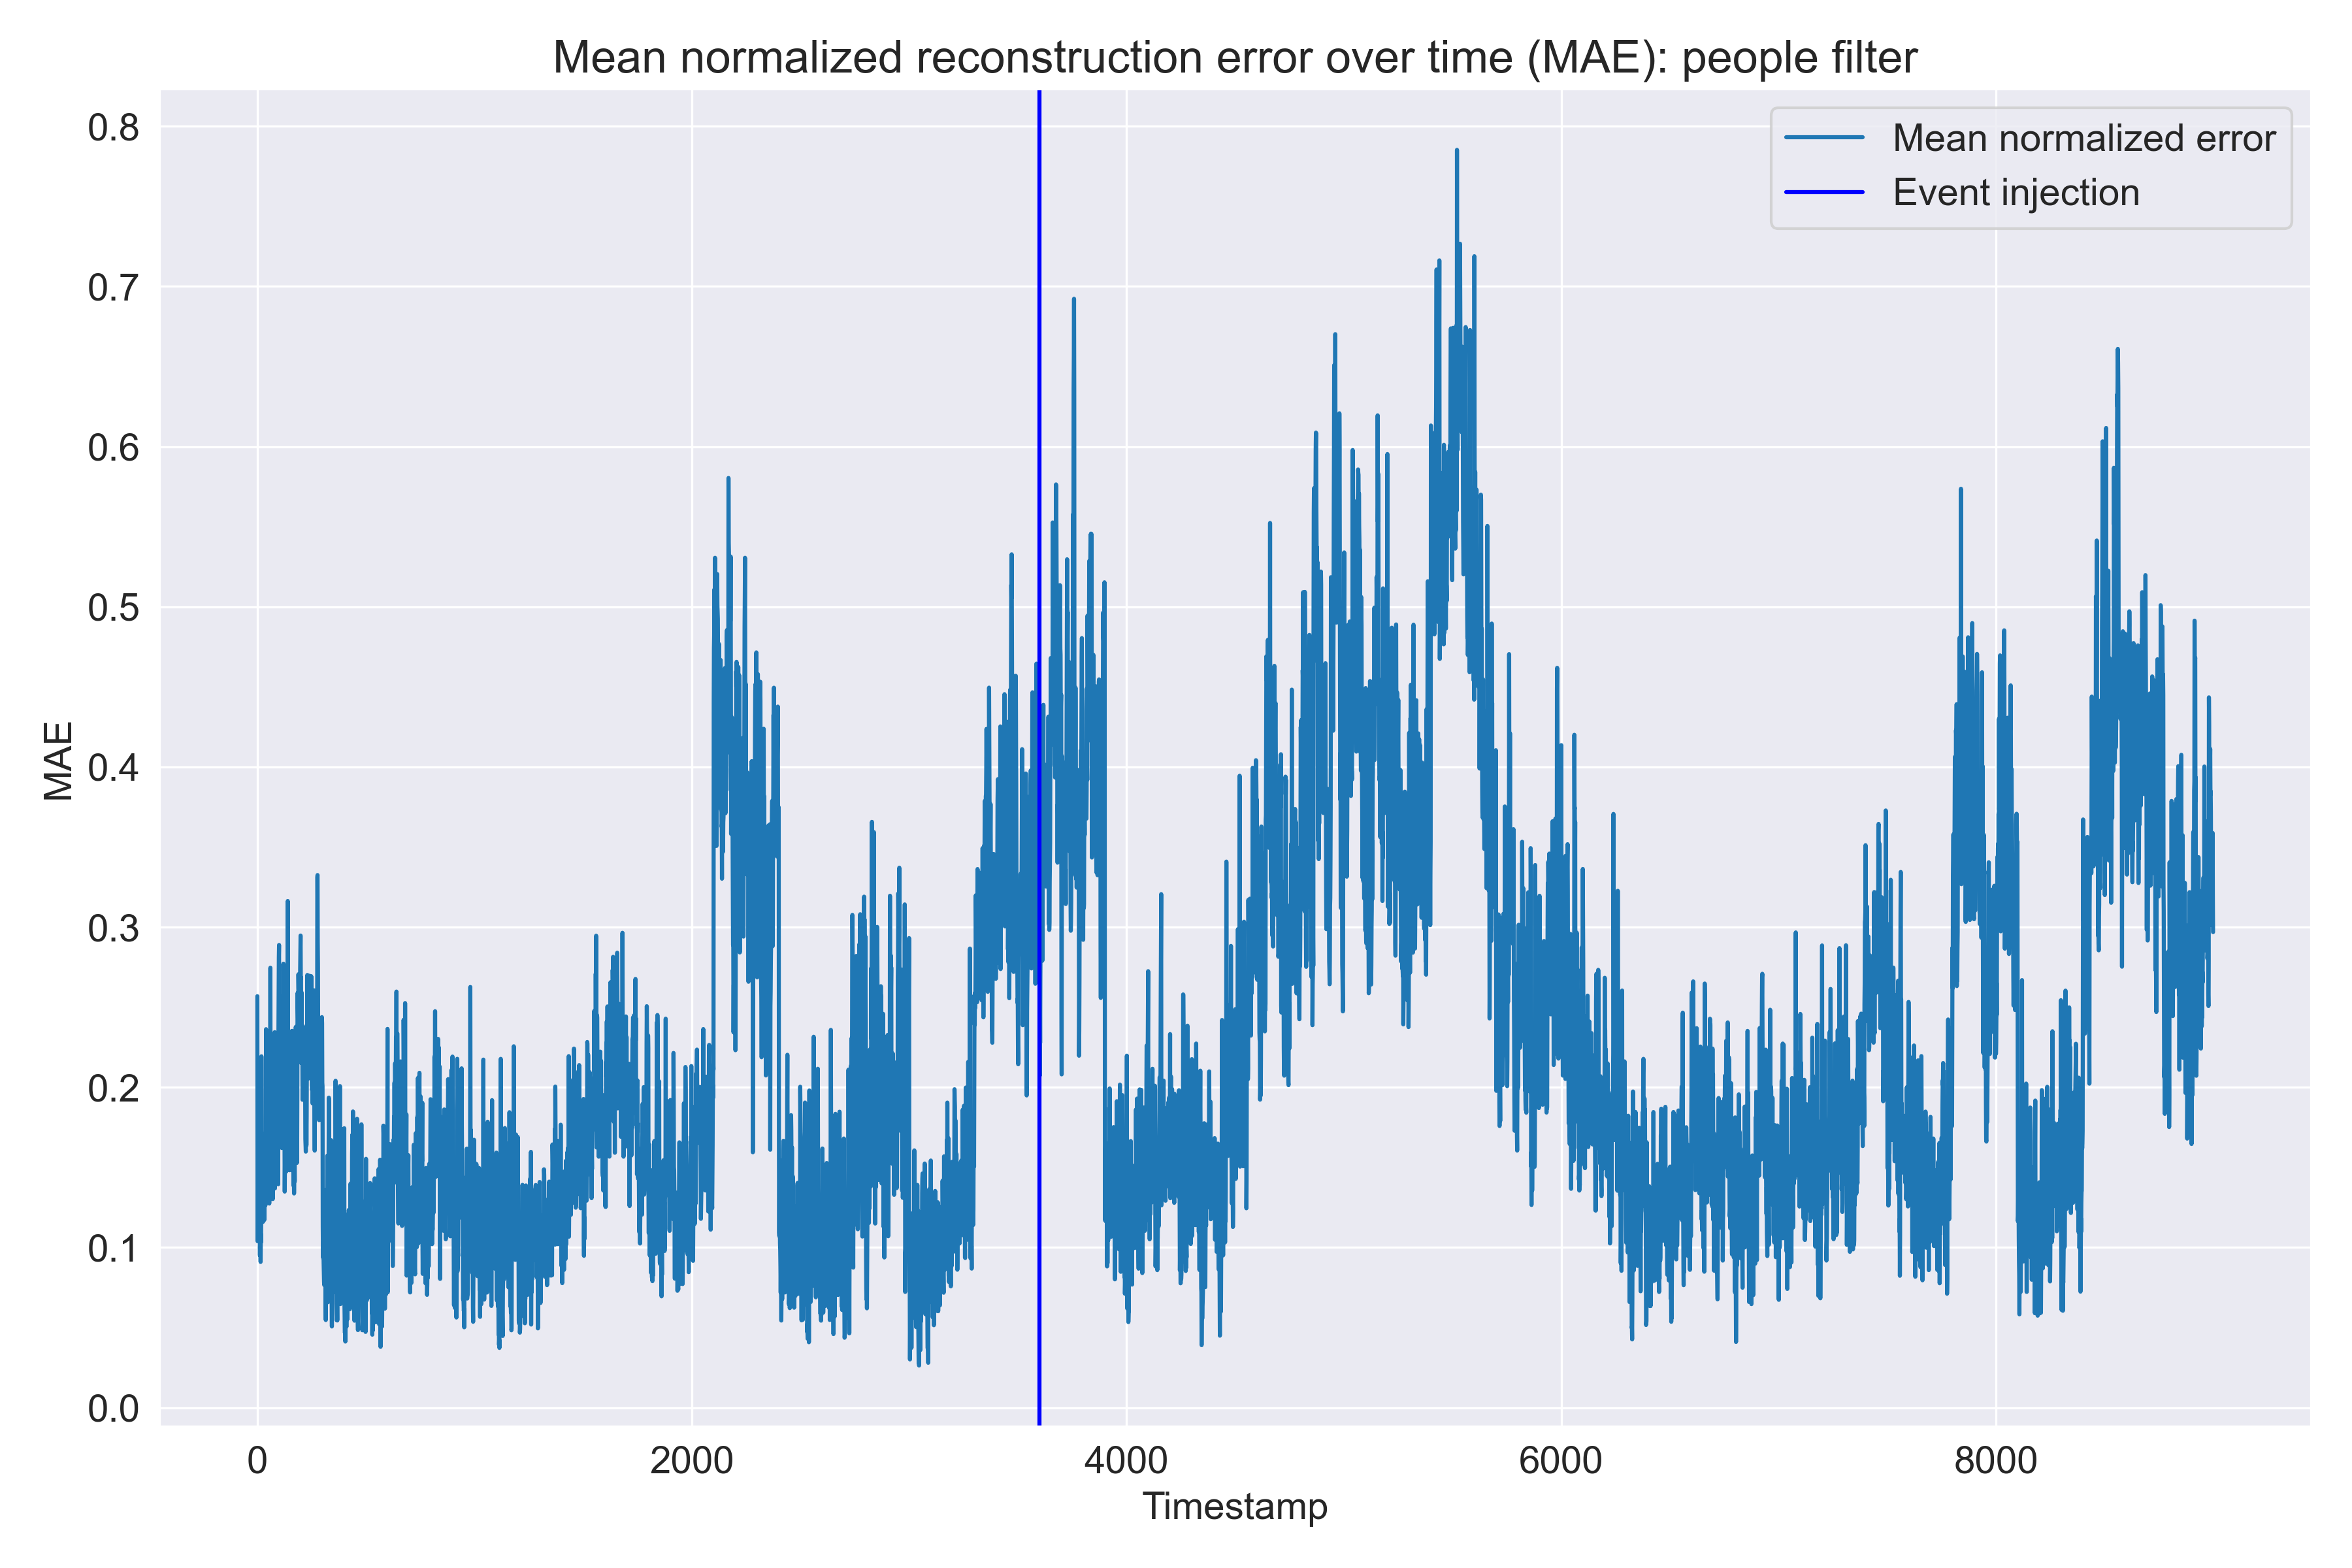 Mean normalized reconstruction error over time (MAE): people filter
Mean normalized error
Event injection
MAE
0.8
0.7
0.6
0.5
0.4
0.3
0.2
0.1
0.0
0 2000 4000 6000 8000
Timestamp